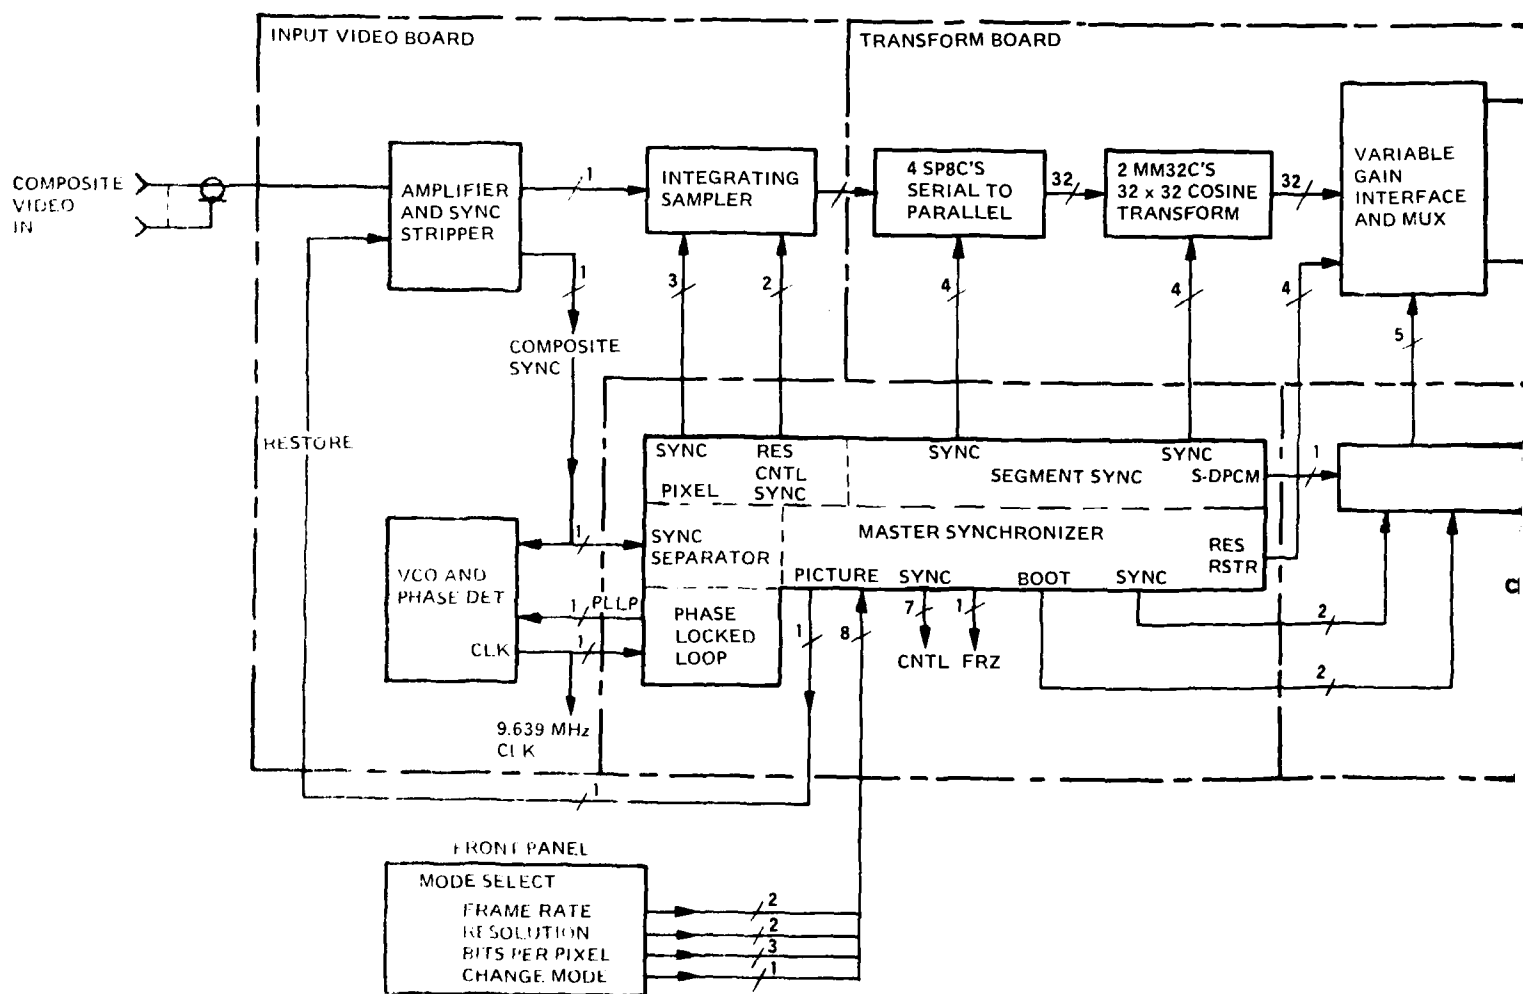 INPUT VIDEO BOARD
TRANSFORM BOARD
COMPOSITE
VIDEO
IN
AMPLIFIER
AND SYNC
STRIPPER
1
INTEGRATING
SAMPLER
4 SP8C'S
SERIAL TO
PARALLEL
32
2 MM32C'S
32 x 32 COSINE
TRANSFORM
32
VARIABLE
GAIN
INTERFACE
AND MUX
1
3
2
4
4
4
5
COMPOSITE
SYNC
RESTORE
SYNC
PIXEL
RES
CNTL
SYNC
SYNC
SYNC
SEGMENT SYNC
S-DPCM
1
1
SYNC
SEPARATOR
MASTER SYNCHRONIZER
RES
RSTR
VCO AND
PHASE DET
CLK
1
PLLP
1
PHASE
LOCKED
LOOP
PICTURE
SYNC
BOOT
SYNC
1
8
7
1
CNTL
FRZ
2
2
9.639 MHz
CLK
1
FRONT PANEL
MODE SELECT
FRAME RATE
2
RESOLUTION
2
BITS PER PIXEL
3
CHANGE MODE
1